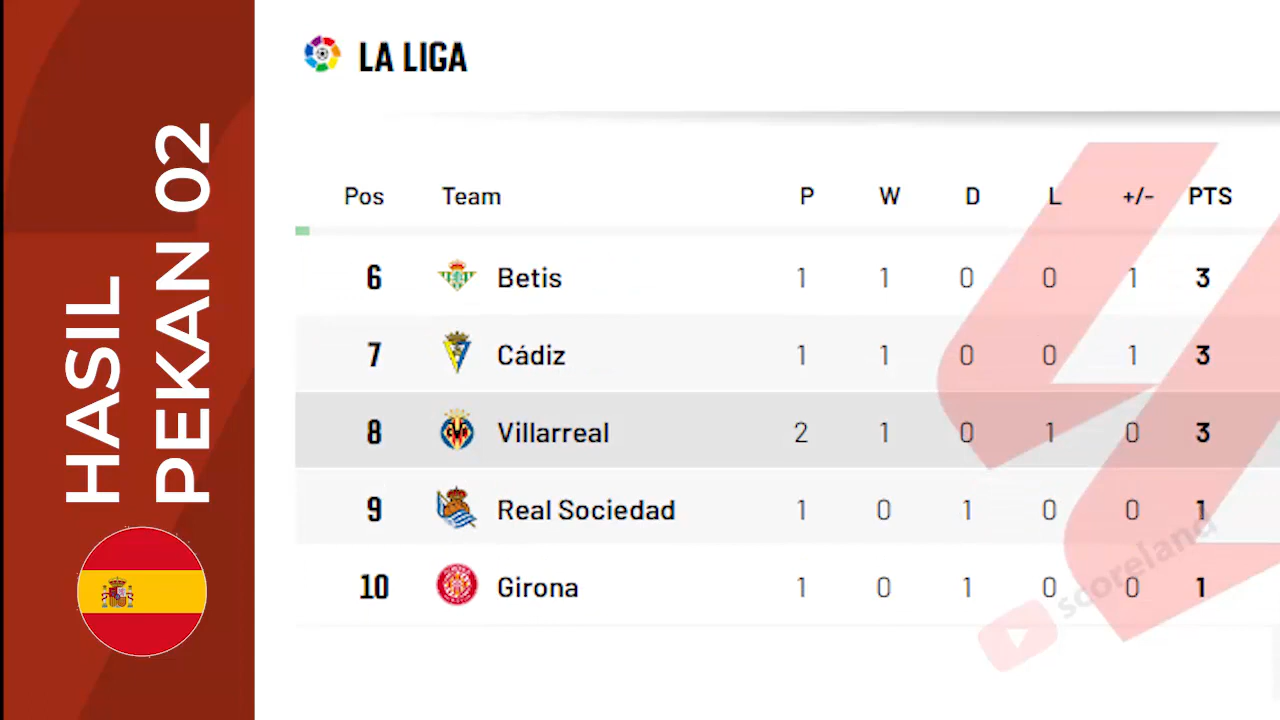 HASIL
PEKAN 02
LA LIGA
Pos Team P W D L +/- PTS
6 Betis 1 1 0 0 1 3
7 Cádiz 1 1 0 0 1 3
8 Villarreal 2 1 0 1 0 3
9 Real Sociedad 1 0 1 0 0 1
10 Girona 1 0 1 0 0 1
scoreland